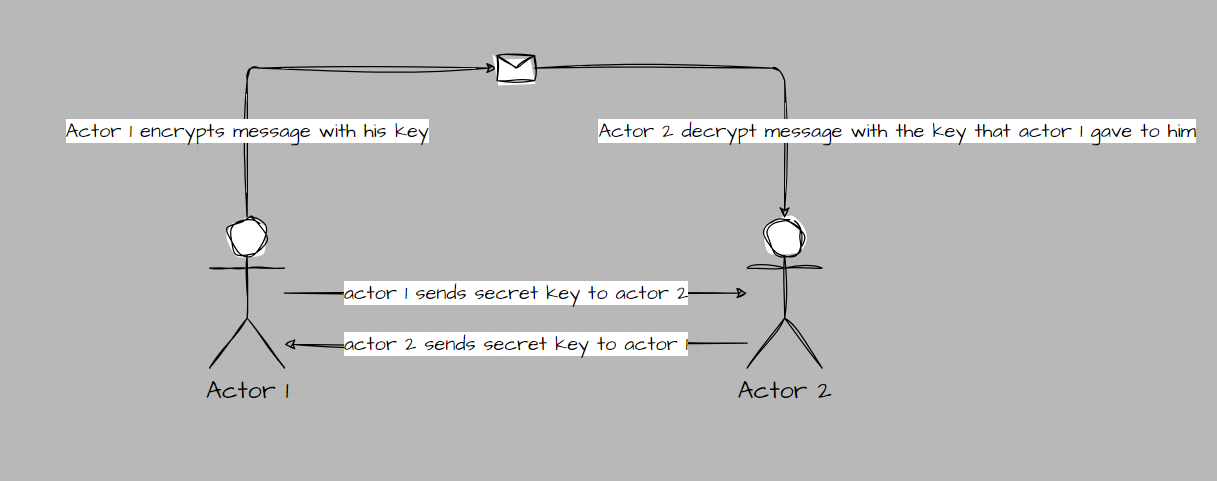 Actor 1 encrypts message with his key
Actor 2 decrypt message with the key that actor 1 gave to him
actor 1 sends secret key to actor 2
actor 2 sends secret key to actor 1
Actor 1
Actor 2